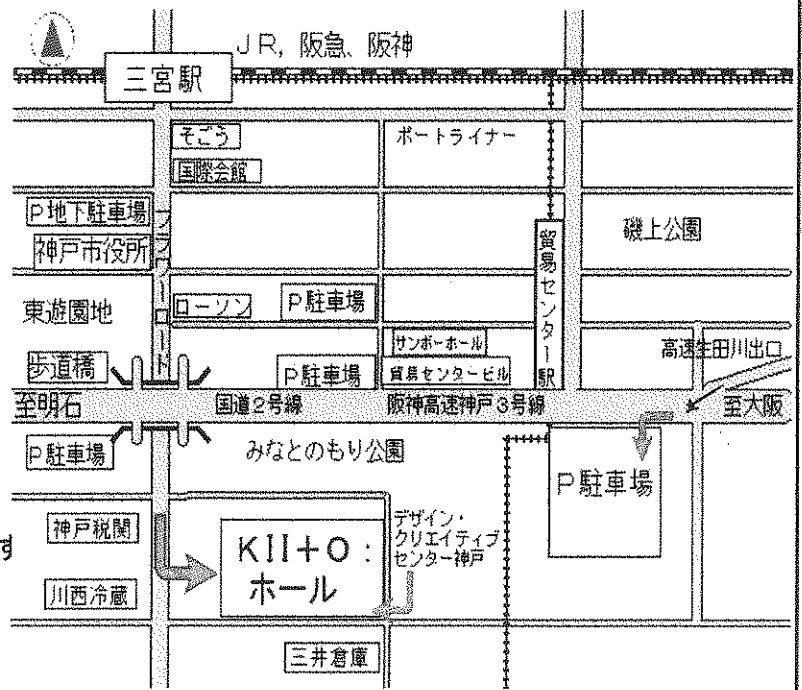 JR, 阪急、阪神
三宮駅
そごう
ポートライナー
国際会館
P地下駐車場
神戸市役所
フラワーロード
貿易センター駅
磯上公園
東遊園地
ローソン
P駐車場
サンボーホール
高速生田川出口
歩道橋
P駐車場
貿易センタービル
至明石
国道2号線
阪神高速神戸3号線
至大阪
P駐車場
みなとのもり公園
P駐車場
神戸税関
す
KII+O:
ホール
デザイン・
クリエイティブ
センター神戸
川西冷蔵
三井倉庫